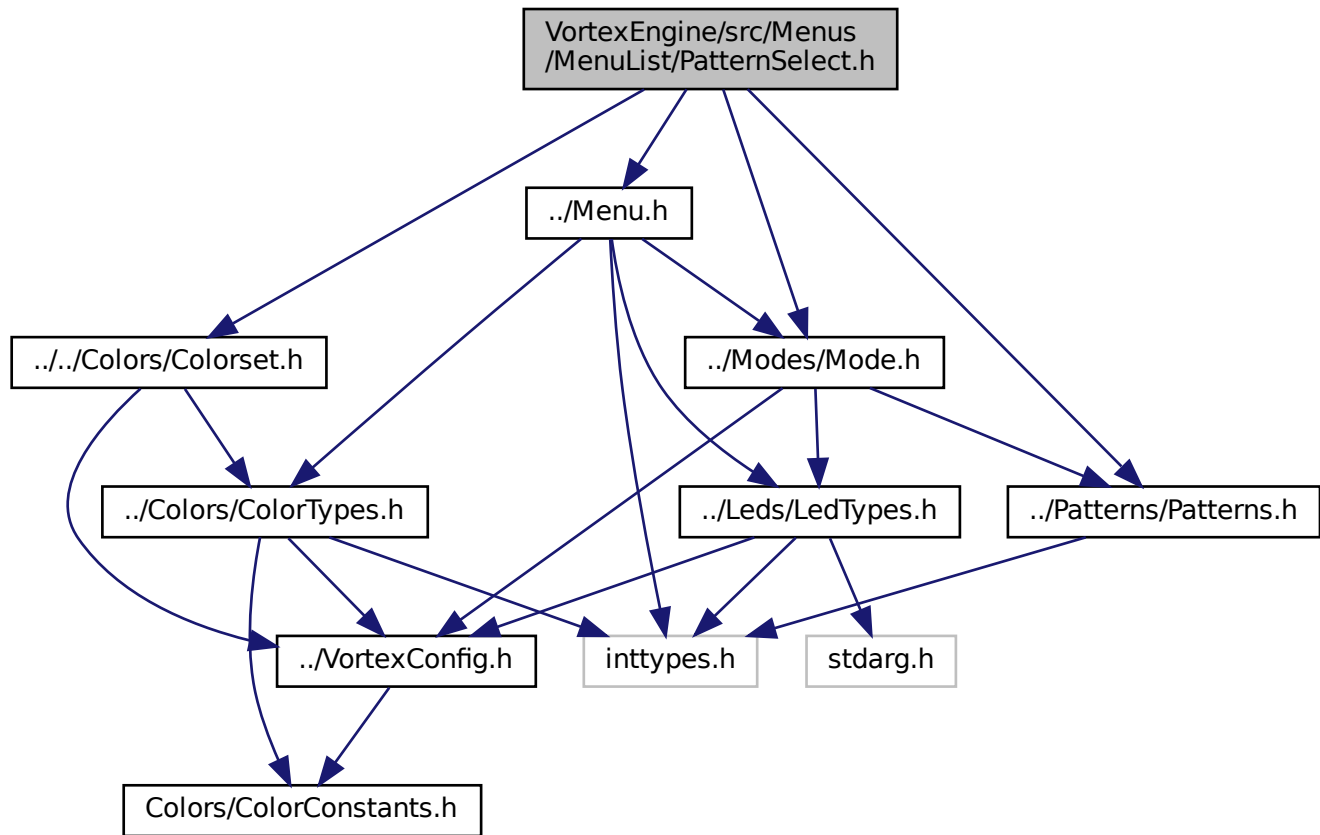 VortexEngine/src/Menus
/MenuList/PatternSelect.h
../Menu.h
../../Colors/Colorset.h
../Modes/Mode.h
../Colors/ColorTypes.h
../Leds/LedTypes.h
../Patterns/Patterns.h
../VortexConfig.h
inttypes.h
stdarg.h
Colors/ColorConstants.h